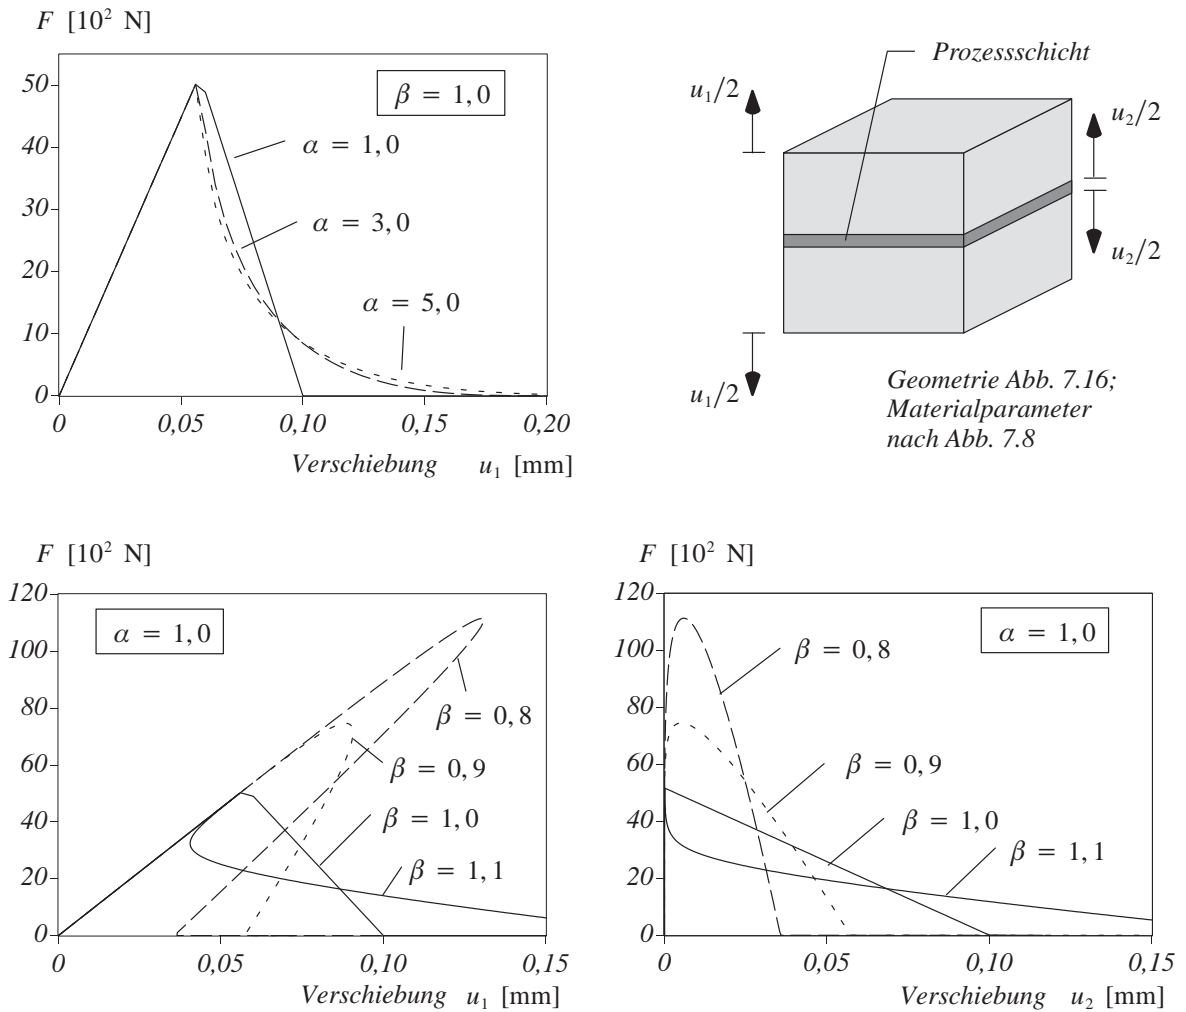 F [10² N]
50
40
30
20
10
0
β = 1,0
α = 1,0
α = 3,0
α = 5,0
0 0,05 0,10 0,15 0,20
Verschiebung u₁ [mm]
Prozessschicht
u₁/2
u₂/2
u₂/2
u₁/2
Geometrie Abb. 7.16;
Materialparameter
nach Abb. 7.8
F [10² N]
120
100
80
60
40
20
0
α = 1,0
β = 0,8
β = 0,9
β = 1,0
β = 1,1
0 0,05 0,10 0,15
Verschiebung u₁ [mm]
F [10² N]
120
100
80
60
40
20
0
α = 1,0
β = 0,8
β = 0,9
β = 1,0
β = 1,1
0 0,05 0,10 0,15
Verschiebung u₂ [mm]